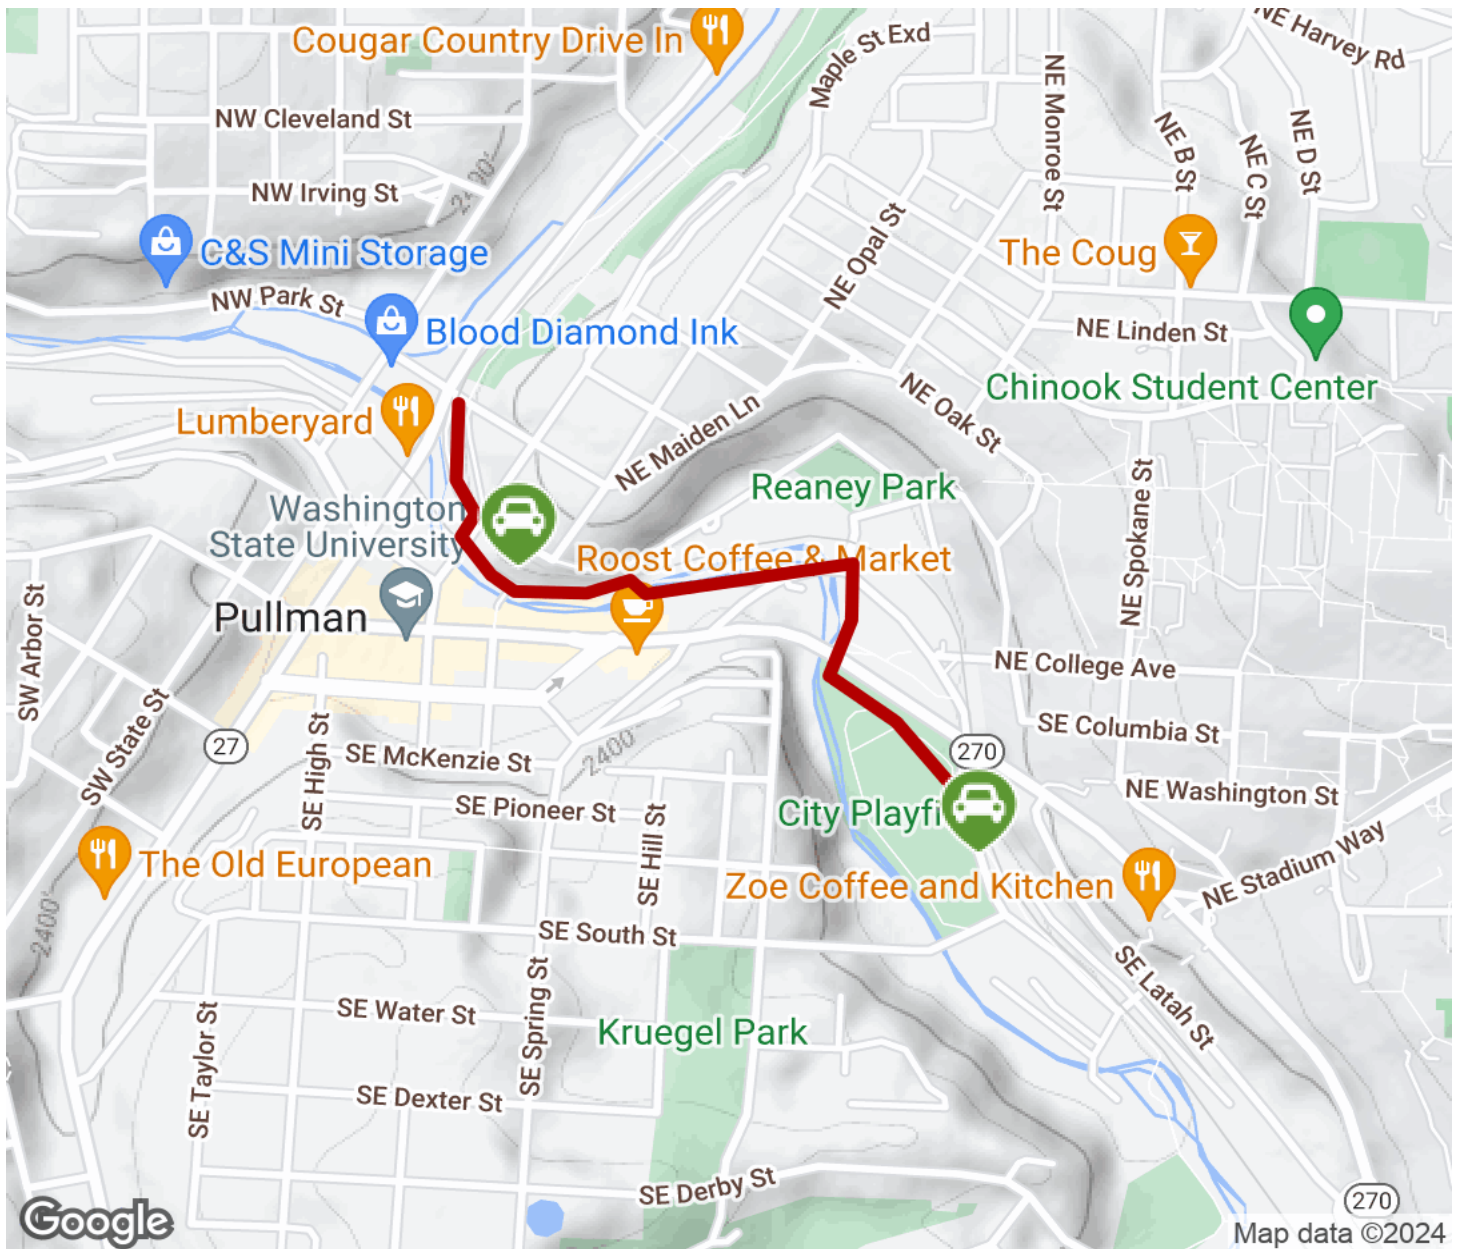 Cougar Country Drive In
Maple St Exd
NE Harvey Rd
NE Monroe St
NE B St
NE C St
NE D St
NW Cleveland St
NW Irving St
2400'
C&S Mini Storage
NW Park St
Blood Diamond Ink
NE Opal St
The Coug
NE Linden St
Chinook Student Center
Lumberyard
NE Maiden Ln
NE Oak St
Reaney Park
NE Spokane St
Washington
State University
Roost Coffee & Market
Pullman
SW Arbor St
SW State St
27
SE High St
SE McKenzie St
2400
NE College Ave
SE Columbia St
270
NE Washington St
SE Pioneer St
SE Hill St
City Playfi
The Old European
Zoe Coffee and Kitchen
NE Stadium Way
2400'
SE South St
SE Latah St
SE Taylor St
SE Water St
SE Spring St
Kruegel Park
SE Dexter St
SE Derby St
270
Google
Map data ©2024